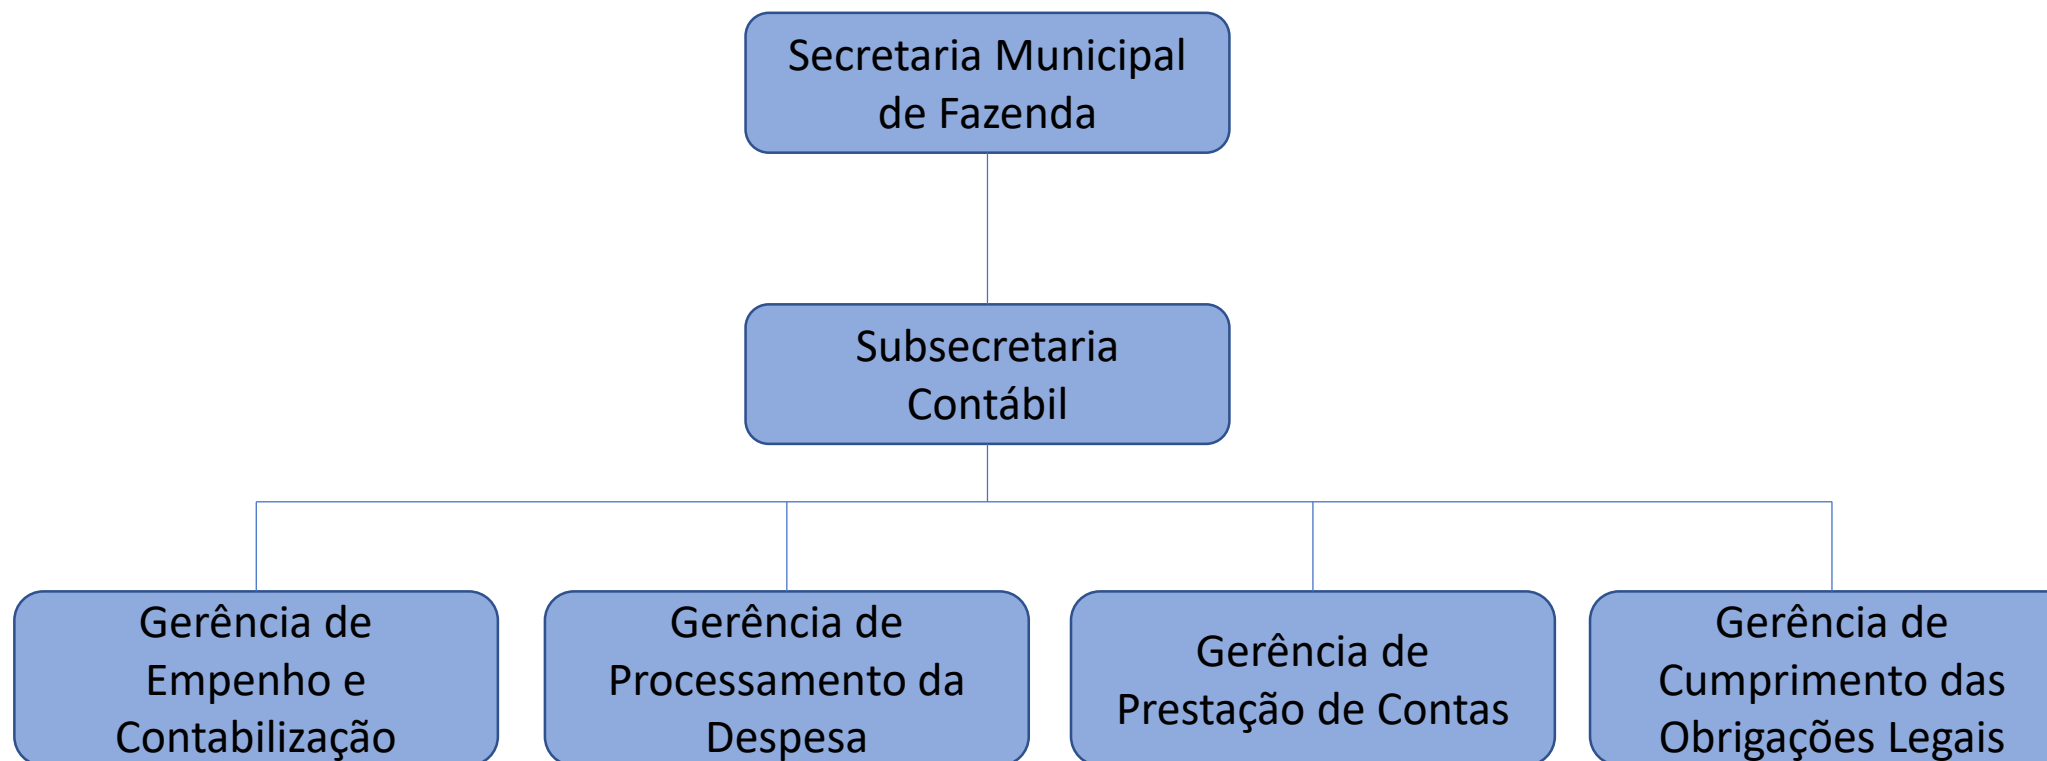 Secretaria Municipal
de Fazenda
Subsecretaria
Contábil
Gerência de
Empenho e
Contabilização
Gerência de
Processamento da
Despesa
Gerência de
Prestação de Contas
Gerência de
Cumprimento das
Obrigações Legais